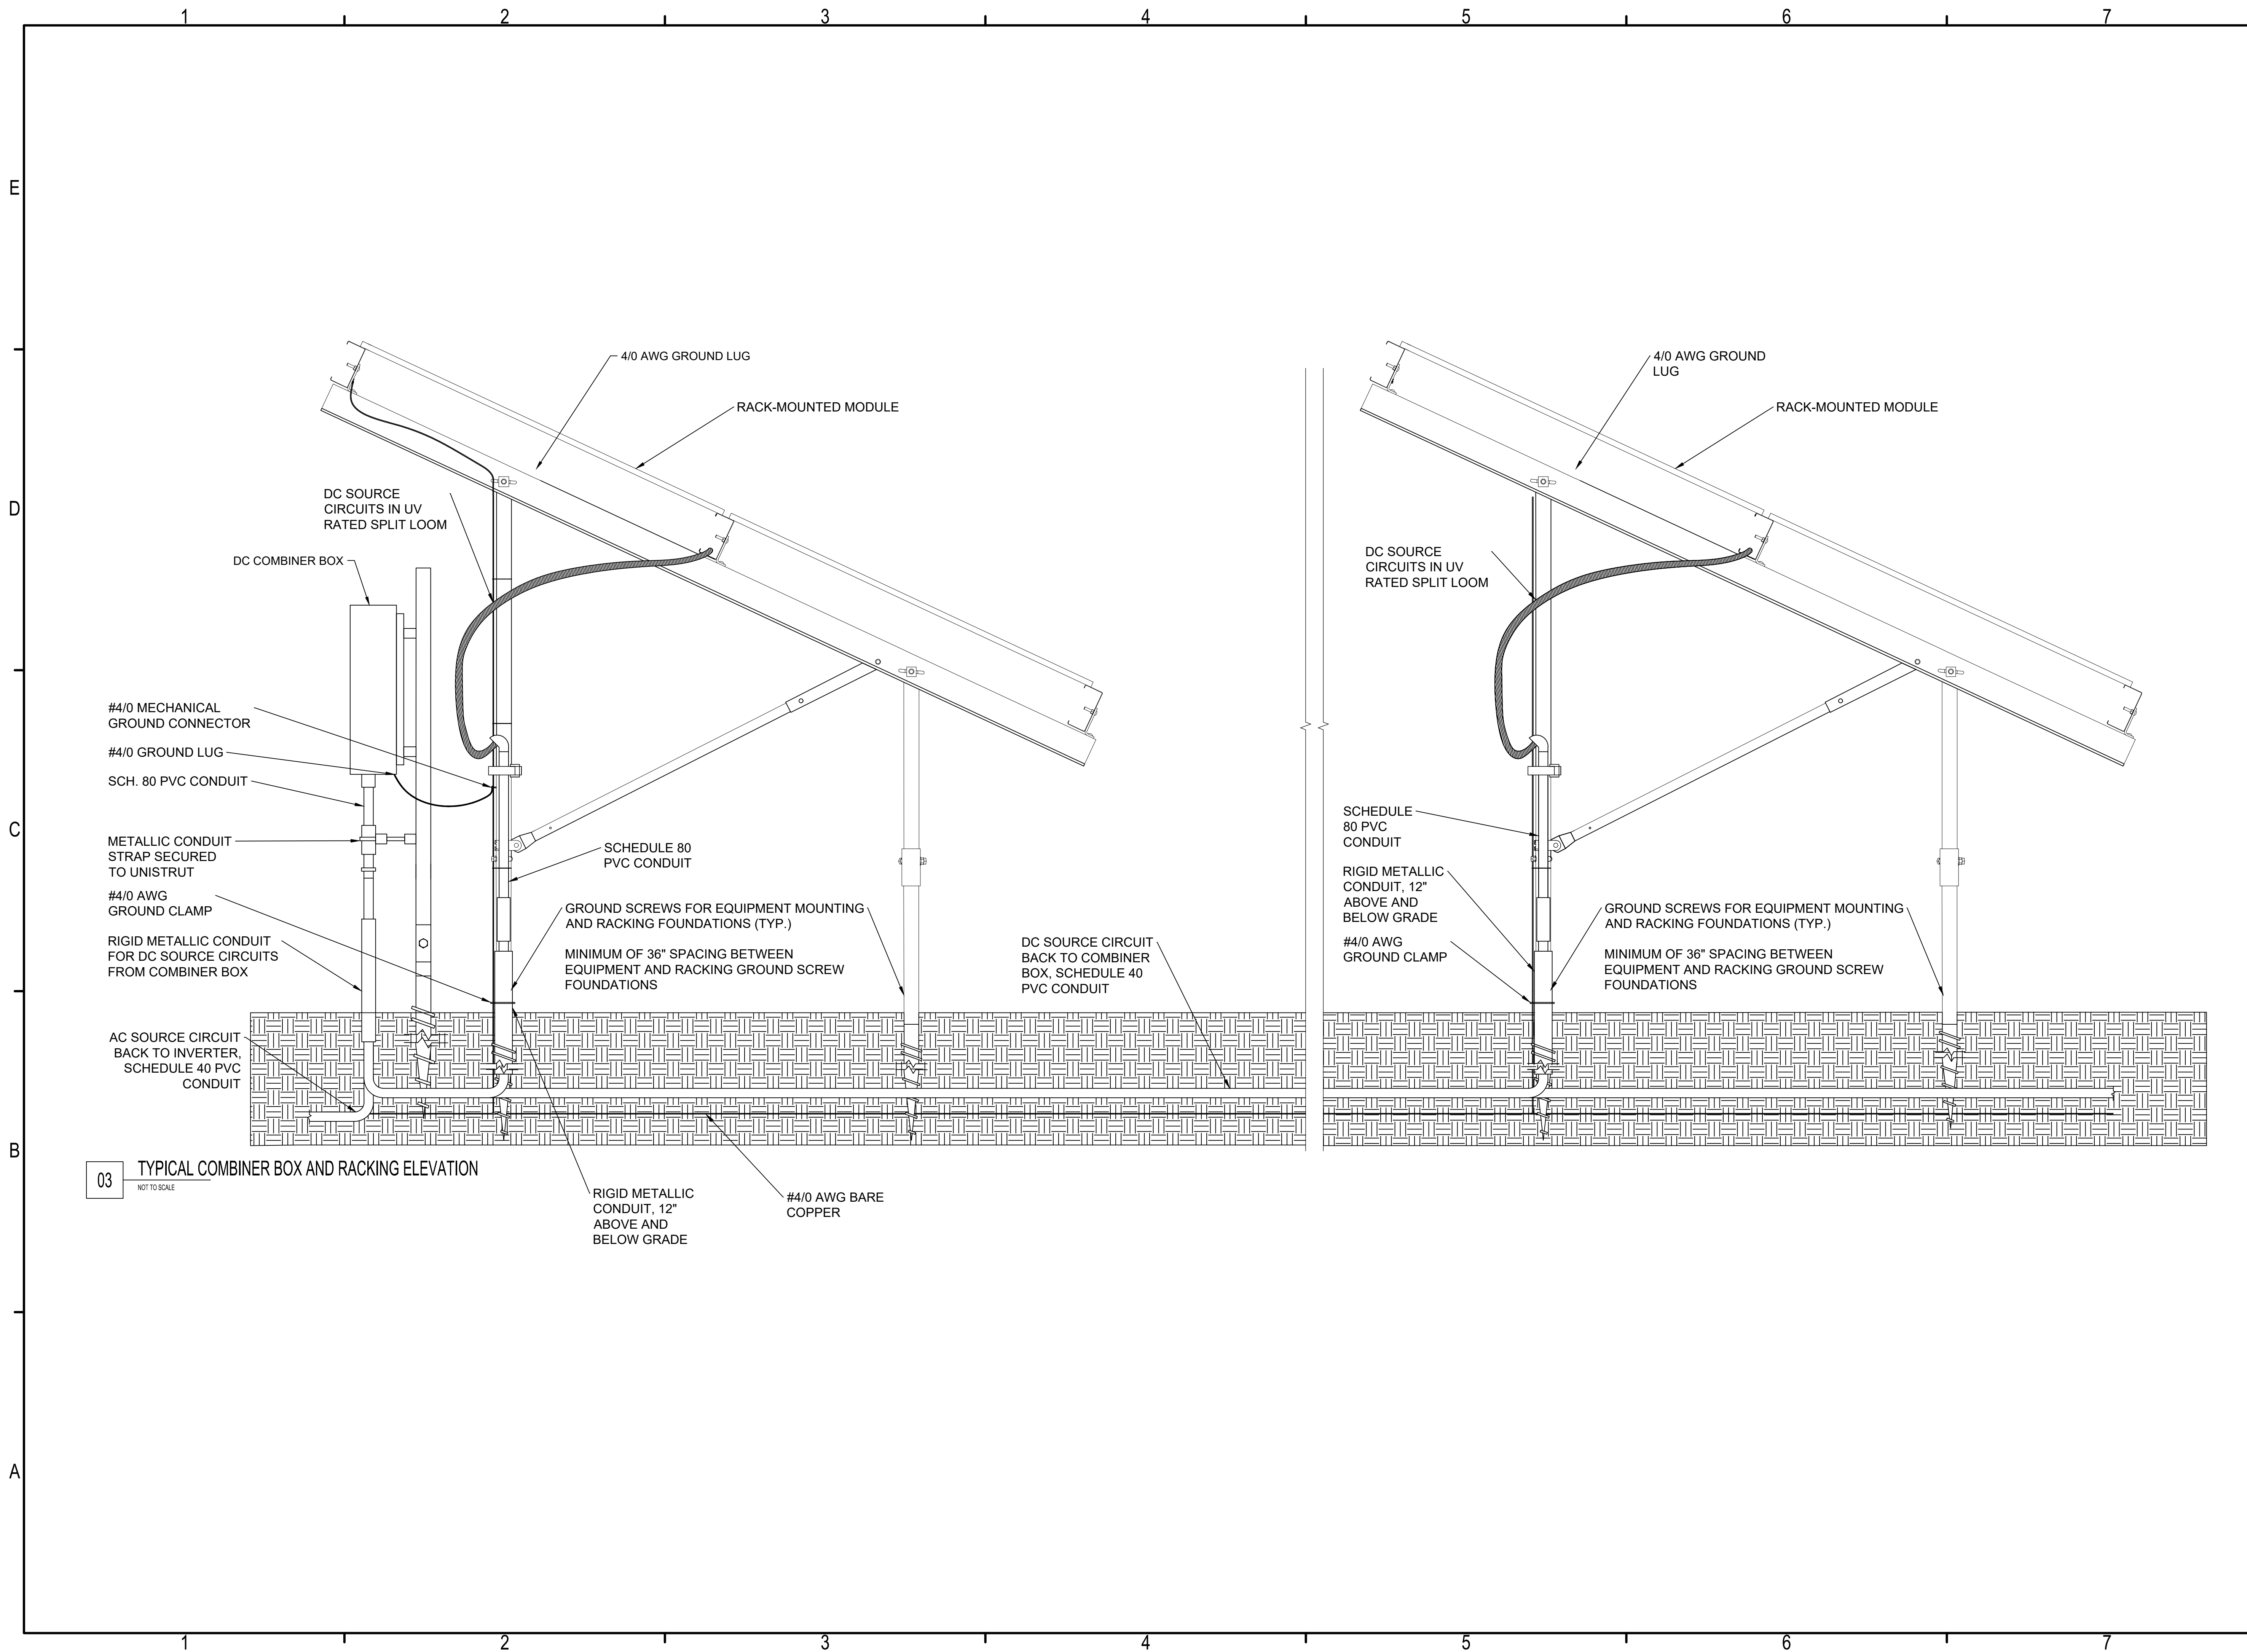 1 2 3 4 5 6 7
E
4/0 AWG GROUND LUG
4/0 AWG GROUND
LUG
RACK-MOUNTED MODULE
RACK-MOUNTED MODULE
D
DC SOURCE
CIRCUITS IN UV
RATED SPLIT LOOM
DC COMBINER BOX
DC SOURCE
CIRCUITS IN UV
RATED SPLIT LOOM
#4/0 MECHANICAL
GROUND CONNECTOR
#4/0 GROUND LUG
SCH. 80 PVC CONDUIT
C
METALLIC CONDUIT
STRAP SECURED
TO UNISTRUT
#4/0 AWG
GROUND CLAMP
RIGID METALLIC CONDUIT
FOR DC SOURCE CIRCUITS
FROM COMBINER BOX
AC SOURCE CIRCUIT
BACK TO INVERTER,
SCHEDULE 40 PVC
CONDUIT
SCHEDULE 80
PVC CONDUIT
GROUND SCREWS FOR EQUIPMENT MOUNTING
AND RACKING FOUNDATIONS (TYP.)
MINIMUM OF 36" SPACING BETWEEN
EQUIPMENT AND RACKING GROUND SCREW
FOUNDATIONS
DC SOURCE CIRCUIT
BACK TO COMBINER
BOX, SCHEDULE 40
PVC CONDUIT
SCHEDULE
80 PVC
CONDUIT
RIGID METALLIC
CONDUIT, 12"
ABOVE AND
BELOW GRADE
#4/0 AWG
GROUND CLAMP
GROUND SCREWS FOR EQUIPMENT MOUNTING
AND RACKING FOUNDATIONS (TYP.)
MINIMUM OF 36" SPACING BETWEEN
EQUIPMENT AND RACKING GROUND SCREW
FOUNDATIONS
B
03 TYPICAL COMBINER BOX AND RACKING ELEVATION
NOT TO SCALE
RIGID METALLIC
CONDUIT, 12"
ABOVE AND
BELOW GRADE
#4/0 AWG BARE
COPPER
A
1 2 3 4 5 6 7